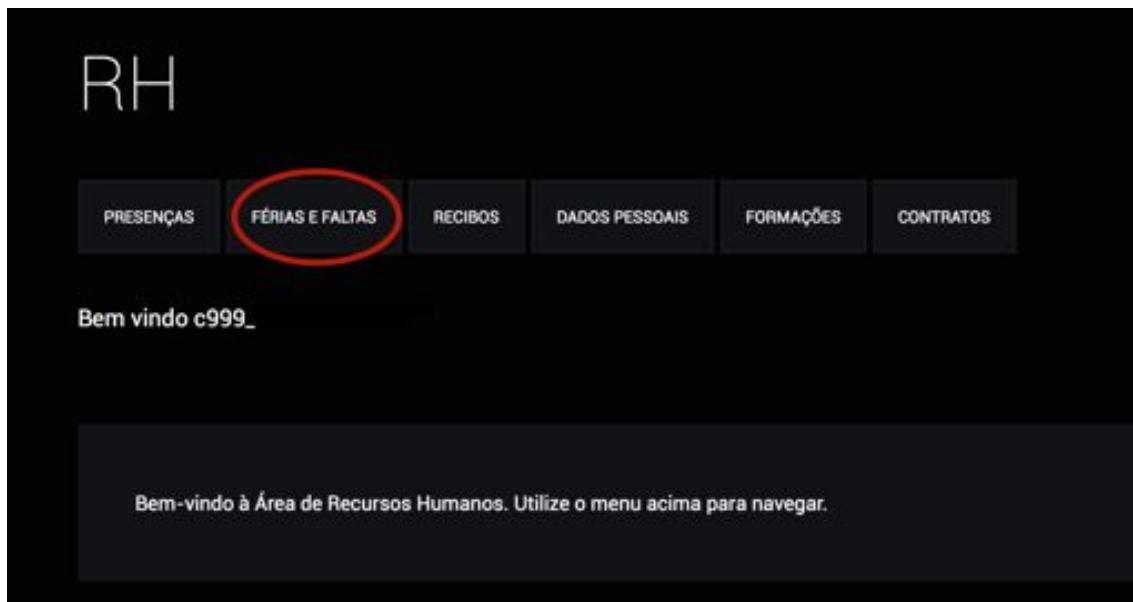 RH
PRESENÇAS FÉRIAS E FALTAS RECIBOS DADOS PESSOAIS FORMAÇÕES CONTRATOS
Bem vindo c999_
Bem-vindo à Área de Recursos Humanos. Utilize o menu acima para navegar.